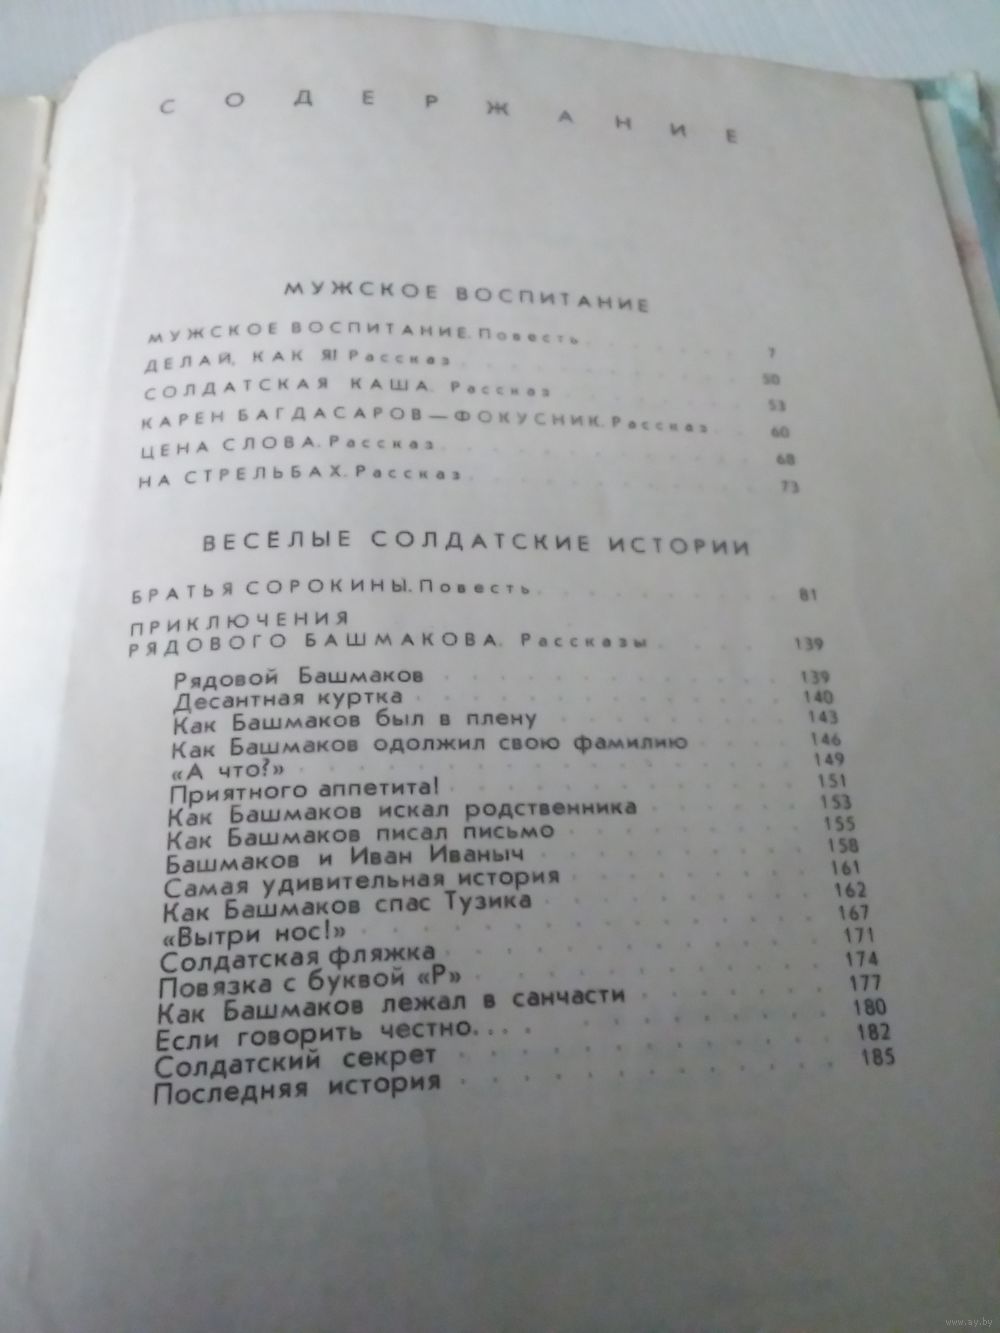 СОДЕРЖАНИЕ
МУЖСКОЕ ВОСПИТАНИЕ
МУЖСКОЕ ВОСПИТАНИЕ. Повесть 7
ДЕЛАЙ, КАК Я! Рассказ 50
СОЛДАТСКАЯ КАША. Рассказ 53
КАРЕН БАГДАСАРОВ — ФОКУСНИК. Рассказ 60
ЦЕНА СЛОВА. Рассказ 68
НА СТРЕЛЬБАХ. Рассказ 73
ВЕСЁЛЫЕ СОЛДАТСКИЕ ИСТОРИИ
БРАТЬЯ СОРОКИНЫ. Повесть 81
ПРИКЛЮЧЕНИЯ
РЯДОВОГО БАШМАКОВА. Рассказы 139
Рядовой Башмаков 139
Десантная куртка 140
Как Башмаков был в плену 143
Как Башмаков одолжил свою фамилию 146
«А что?» 149
Приятного аппетита! 151
Как Башмаков искал родственника 153
Как Башмаков писал письмо 155
Башмаков и Иван Иваныч 158
Самая удивительная история 161
Как Башмаков спас Тузика 162
«Вытри нос!» 167
Солдатская фляжка 171
Повязка с буквой «Р» 174
Как Башмаков лежал в санчасти 177
Если говорить честно... 180
Солдатский секрет 182
Последняя история 185
www.ay.by